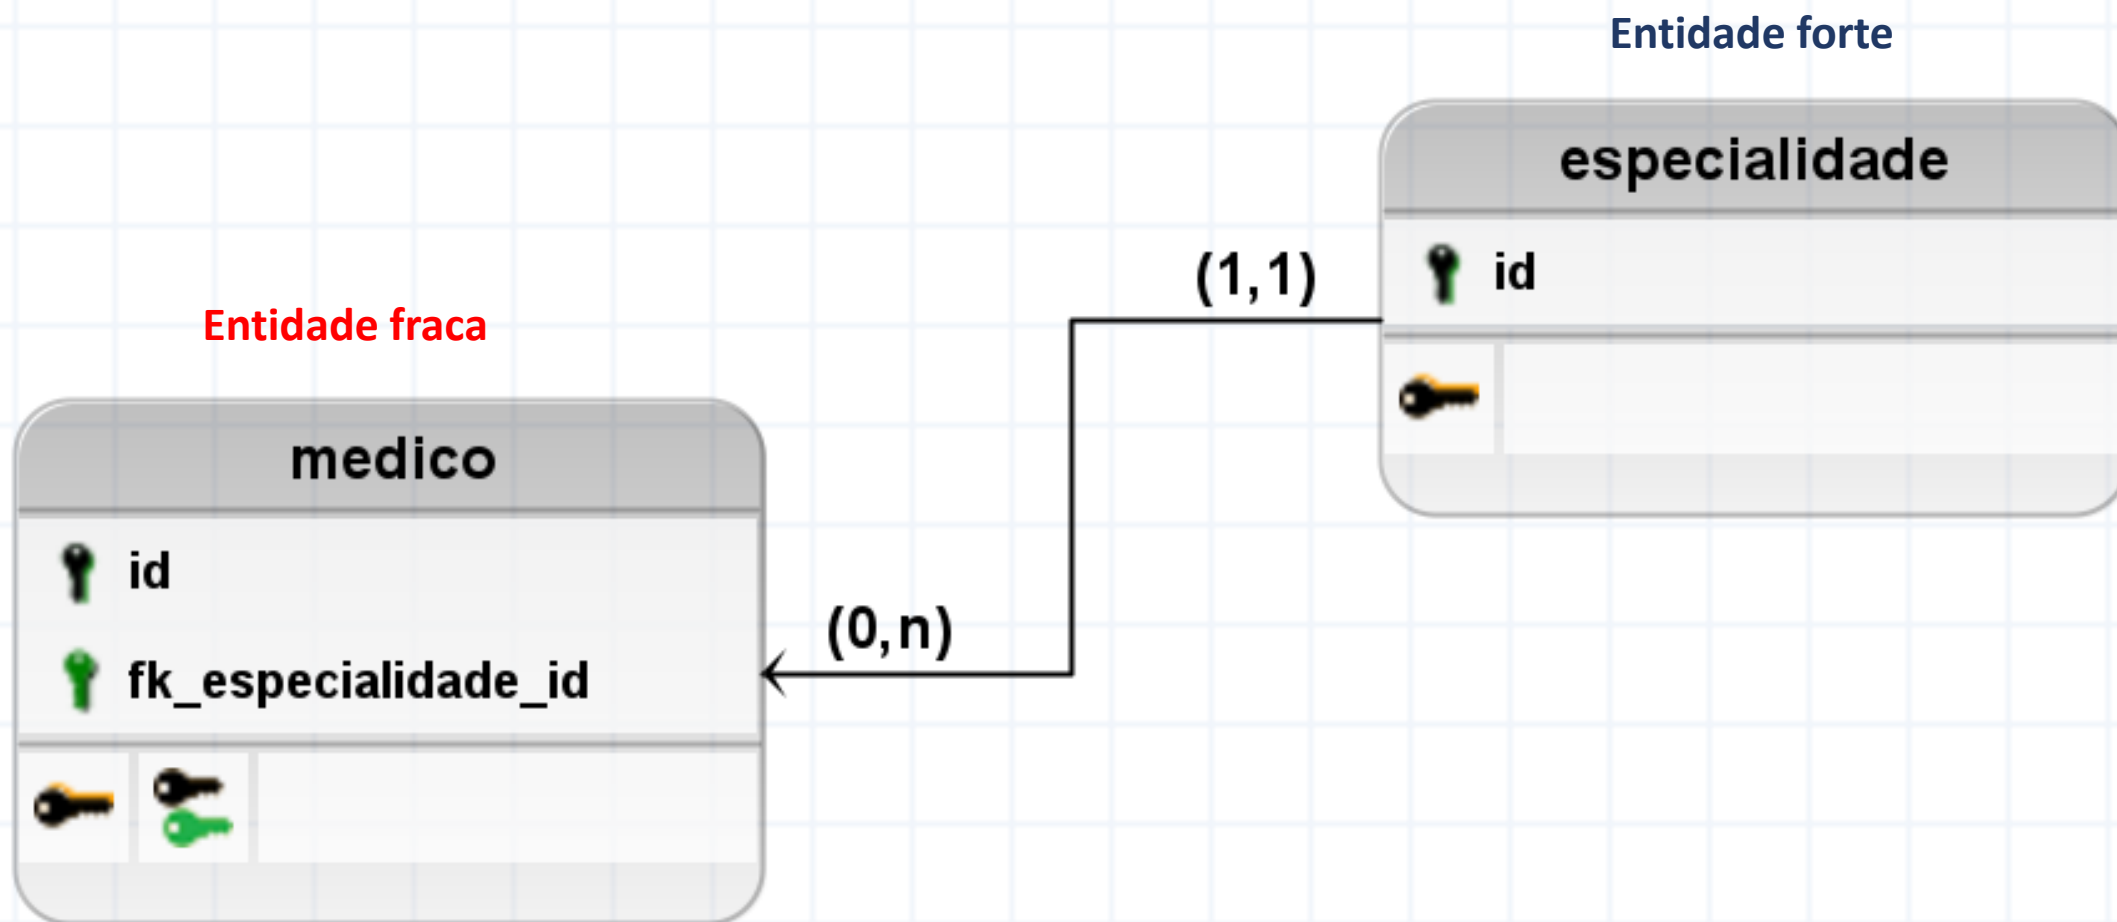 Entidade forte
especialidade
(1,1)
id
Entidade fraca
medico
id
(0,n)
fk_especialidade_id